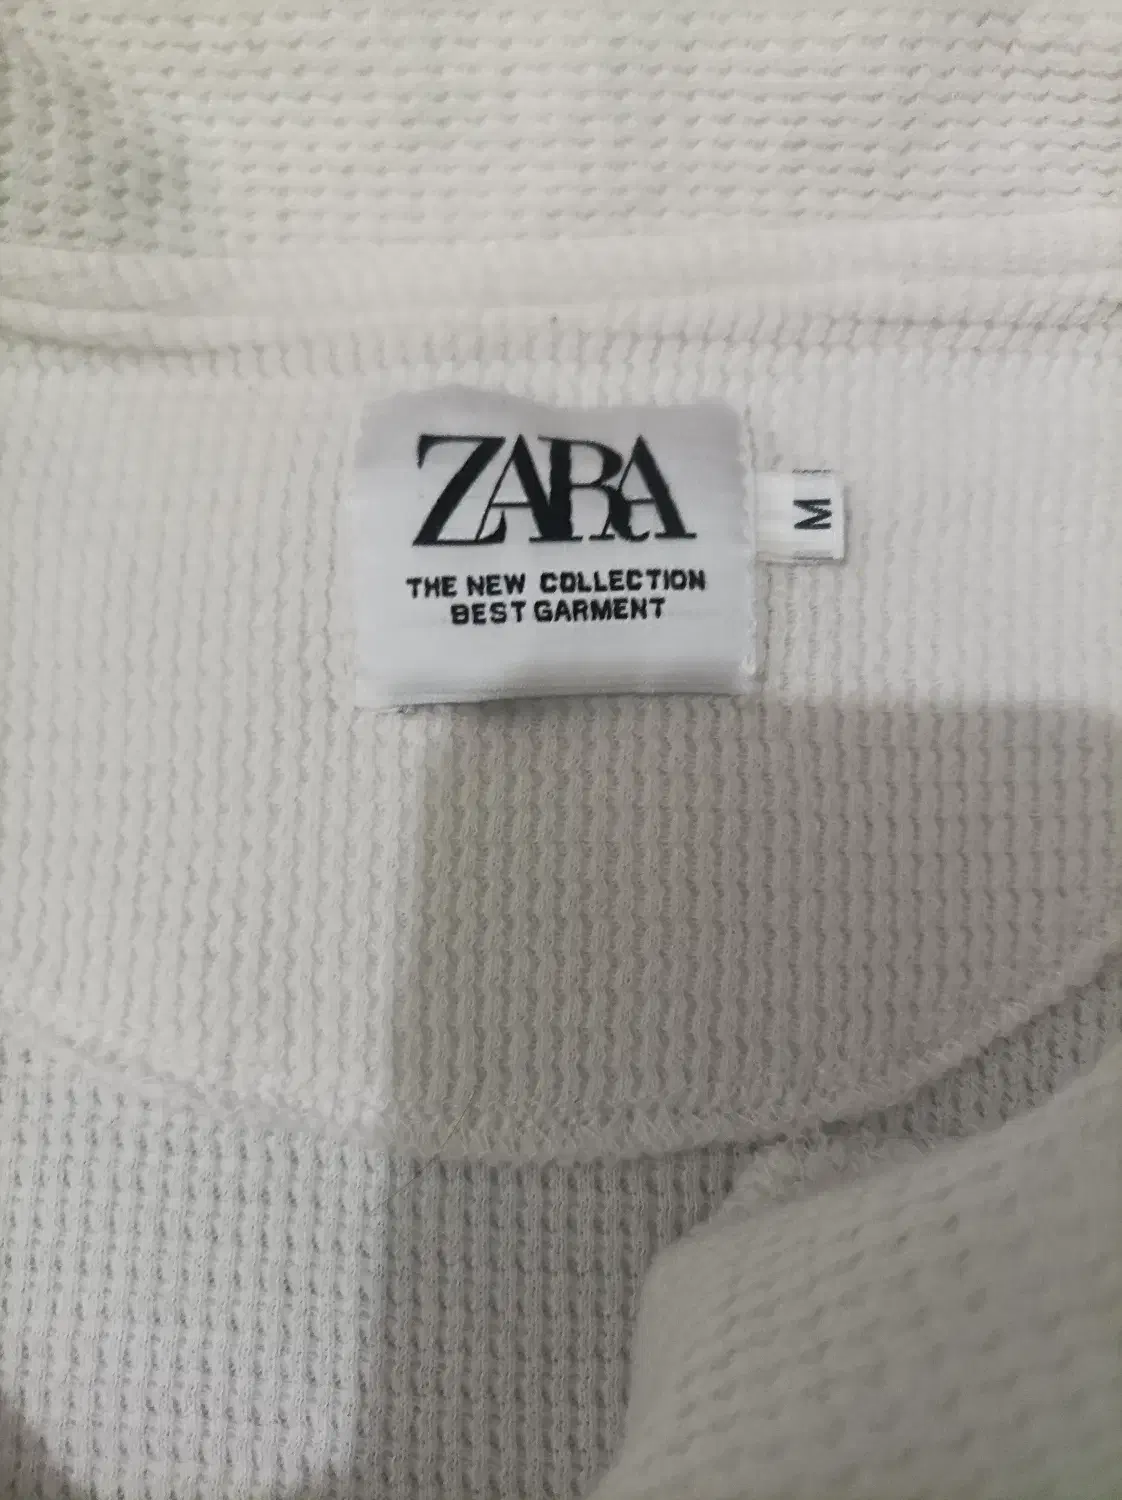 ZARA
M
THE NEW COLLECTION
BEST GARMENT